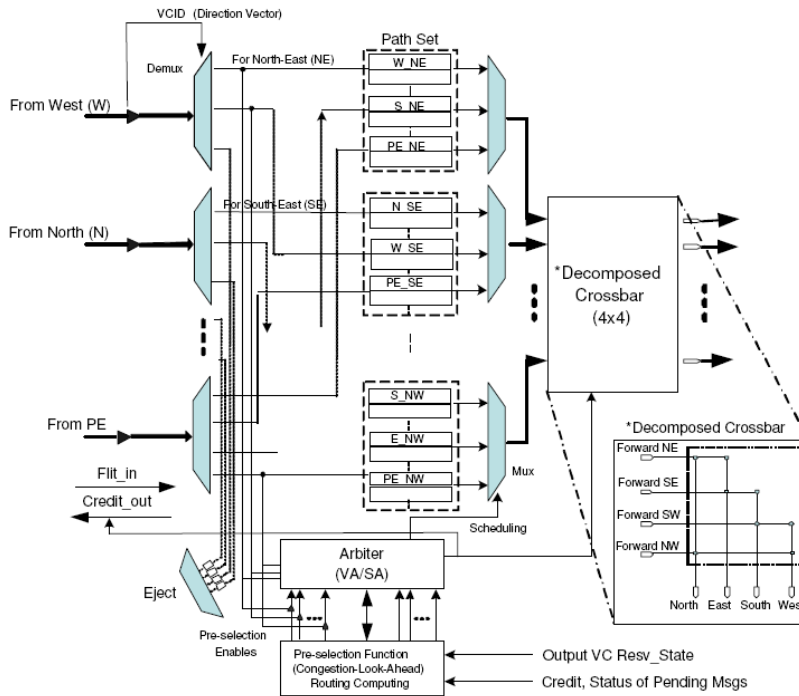 VCID (Direction Vector)
Path Set
For North-East (NE)
Demux
W_NE
From West (W)
S_NE
PE_NE
For South-East (SE)
N_SE
From North (N)
W_SE
*Decomposed
Crossbar
(4x4)
PE_SE
S_NW
From PE
E_NW
*Decomposed Crossbar
Flit_in
PE_NW
Mux
Forward NE
Credit_out
Scheduling
Forward SE
Arbiter
(VA/SA)
Forward SW
Forward NW
Eject
North
East
South
West
Pre-selection
Enables
Pre-selection Function
(Congestion-Look-Ahead)
Routing Computing
Output VC Resv_State
Credit, Status of Pending Msgs